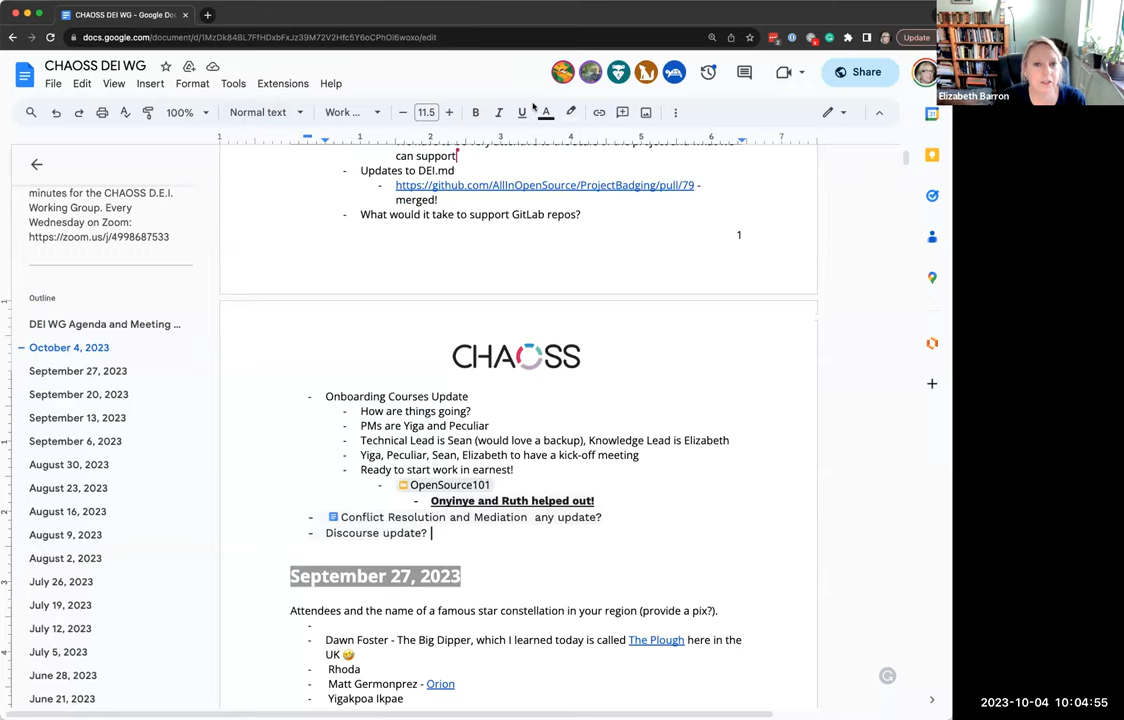 CHAOSS DEI WG - Google Do
docs.google.com/document/d/1MzDk84BL7FfHDxbFxJz39M72V2Hfc5Y6oCPhOl6woxo/edit
Update
CHAOSS DEI WG
File Edit View Insert Format Tools Extensions Help
Share
Elizabeth Barron
100% Normal text Work ... 11.5 B I U A
1 1 2 3 4 5 6 7
minutes for the CHAOSS D.E.I.
Working Group. Every
Wednesday on Zoom:
https://zoom.us/j/4998687533
Outline
DEI WG Agenda and Meeting ...
October 4, 2023
September 27, 2023
September 20, 2023
September 13, 2023
September 6, 2023
August 30, 2023
August 23, 2023
August 16, 2023
August 9, 2023
August 2, 2023
July 26, 2023
July 19, 2023
July 12, 2023
July 5, 2023
June 28, 2023
June 21, 2023
can support
- Updates to DEI.md
- https://github.com/AllInOpenSource/ProjectBadging/pull/79 -
merged!
- What would it take to support GitLab repos?
1
CHAOSS
- Onboarding Courses Update
- How are things going?
- PMs are Yiga and Peculiar
- Technical Lead is Sean (would love a backup), Knowledge Lead is Elizabeth
- Yiga, Peculiar, Sean, Elizabeth to have a kick-off meeting
- Ready to start work in earnest!
- OpenSource101
- Onyinye and Ruth helped out!
- Conflict Resolution and Mediation any update?
- Discourse update?
September 27, 2023
Attendees and the name of a famous star constellation in your region (provide a pix?).
-
- Dawn Foster - The Big Dipper, which I learned today is called The Plough here in the
UK 🤣
- Rhoda
- Matt Germonprez - Orion
- Yigakpoa Ikpae
2023-10-04 10:04:55